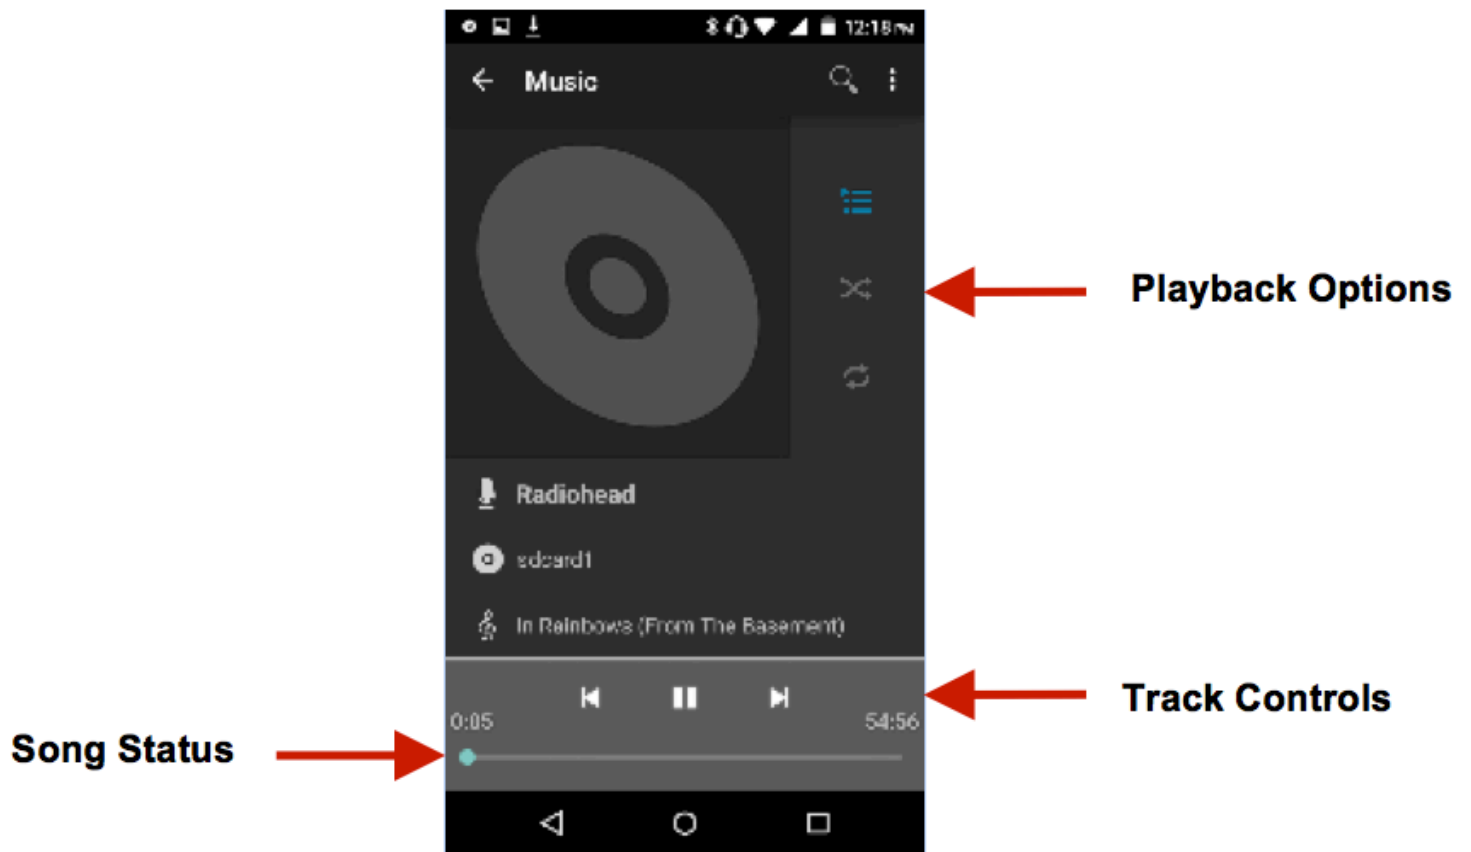 12:18 PM
Music
Playback Options
Radiohead
sdcard1
In Rainbows (From The Basement)
Track Controls
0:05
54:56
Song Status